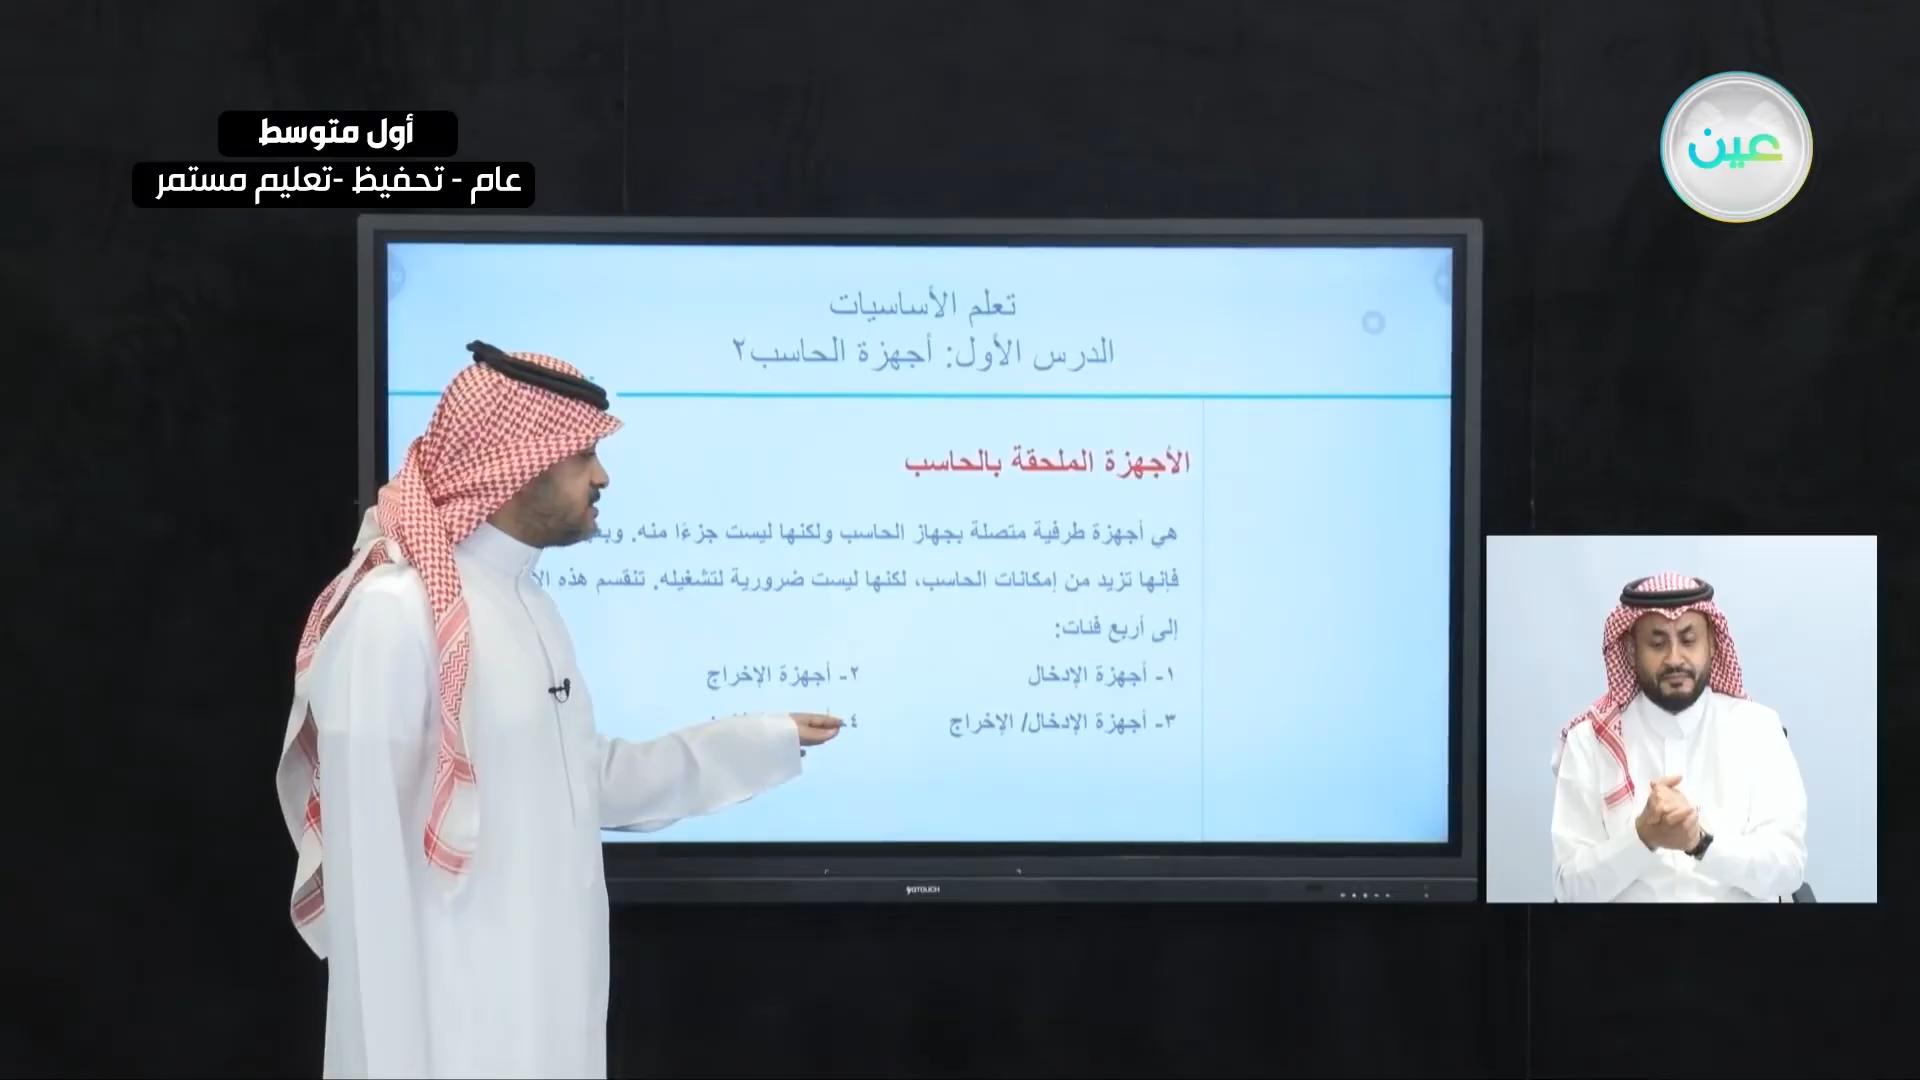 أول متوسط
عام - تحفيظ -تعليم مستمر
عين
تعلم الأساسيات
الدرس الأول: أجهزة الحاسب٢
الأجهزة الملحقة بالحاسب
هي أجهزة طرفية متصلة بجهاز الحاسب ولكنها ليست جزءًا منه.
فإنها تزيد من إمكانات الحاسب، لكنها ليست ضرورية لتشغيله. تنقسم هذه
إلى أربع فئات:
١- أجهزة الإدخال ٢- أجهزة الإخراج
٣- أجهزة الإدخال/ الإخراج ٤-